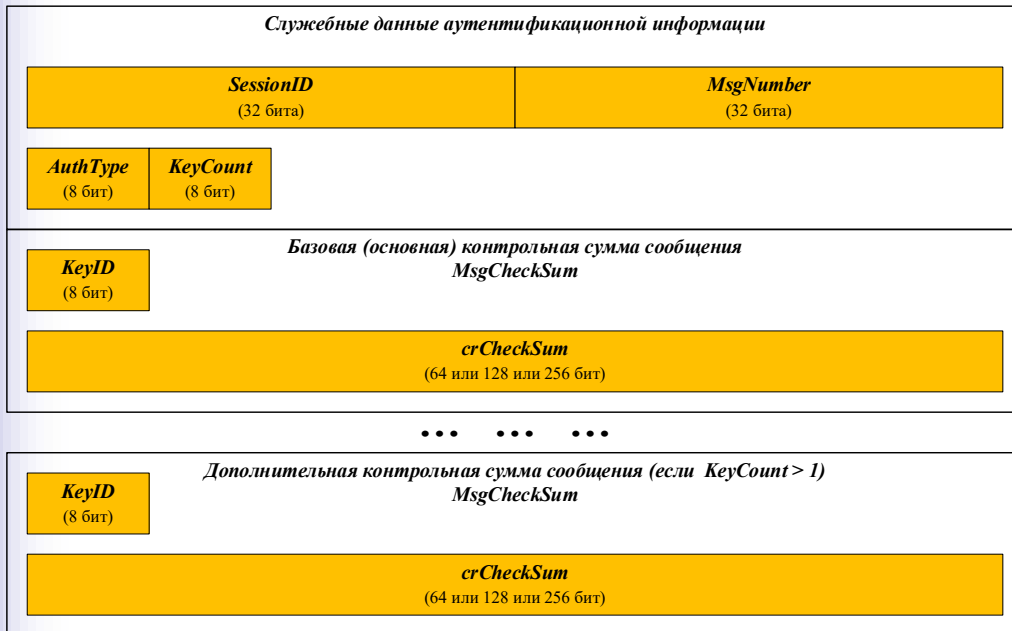 Служебные данные аутентификационной информации
SessionID MsgNumber
(32 бита) (32 бита)
AuthType KeyCount
(8 бит) (8 бит)
Базовая (основная) контрольная сумма сообщения
KeyID MsgCheckSum
(8 бит)
crCheckSum
(64 или 128 или 256 бит)
... ... ...
Дополнительная контрольная сумма сообщения (если KeyCount > 1)
KeyID MsgCheckSum
(8 бит)
crCheckSum
(64 или 128 или 256 бит)